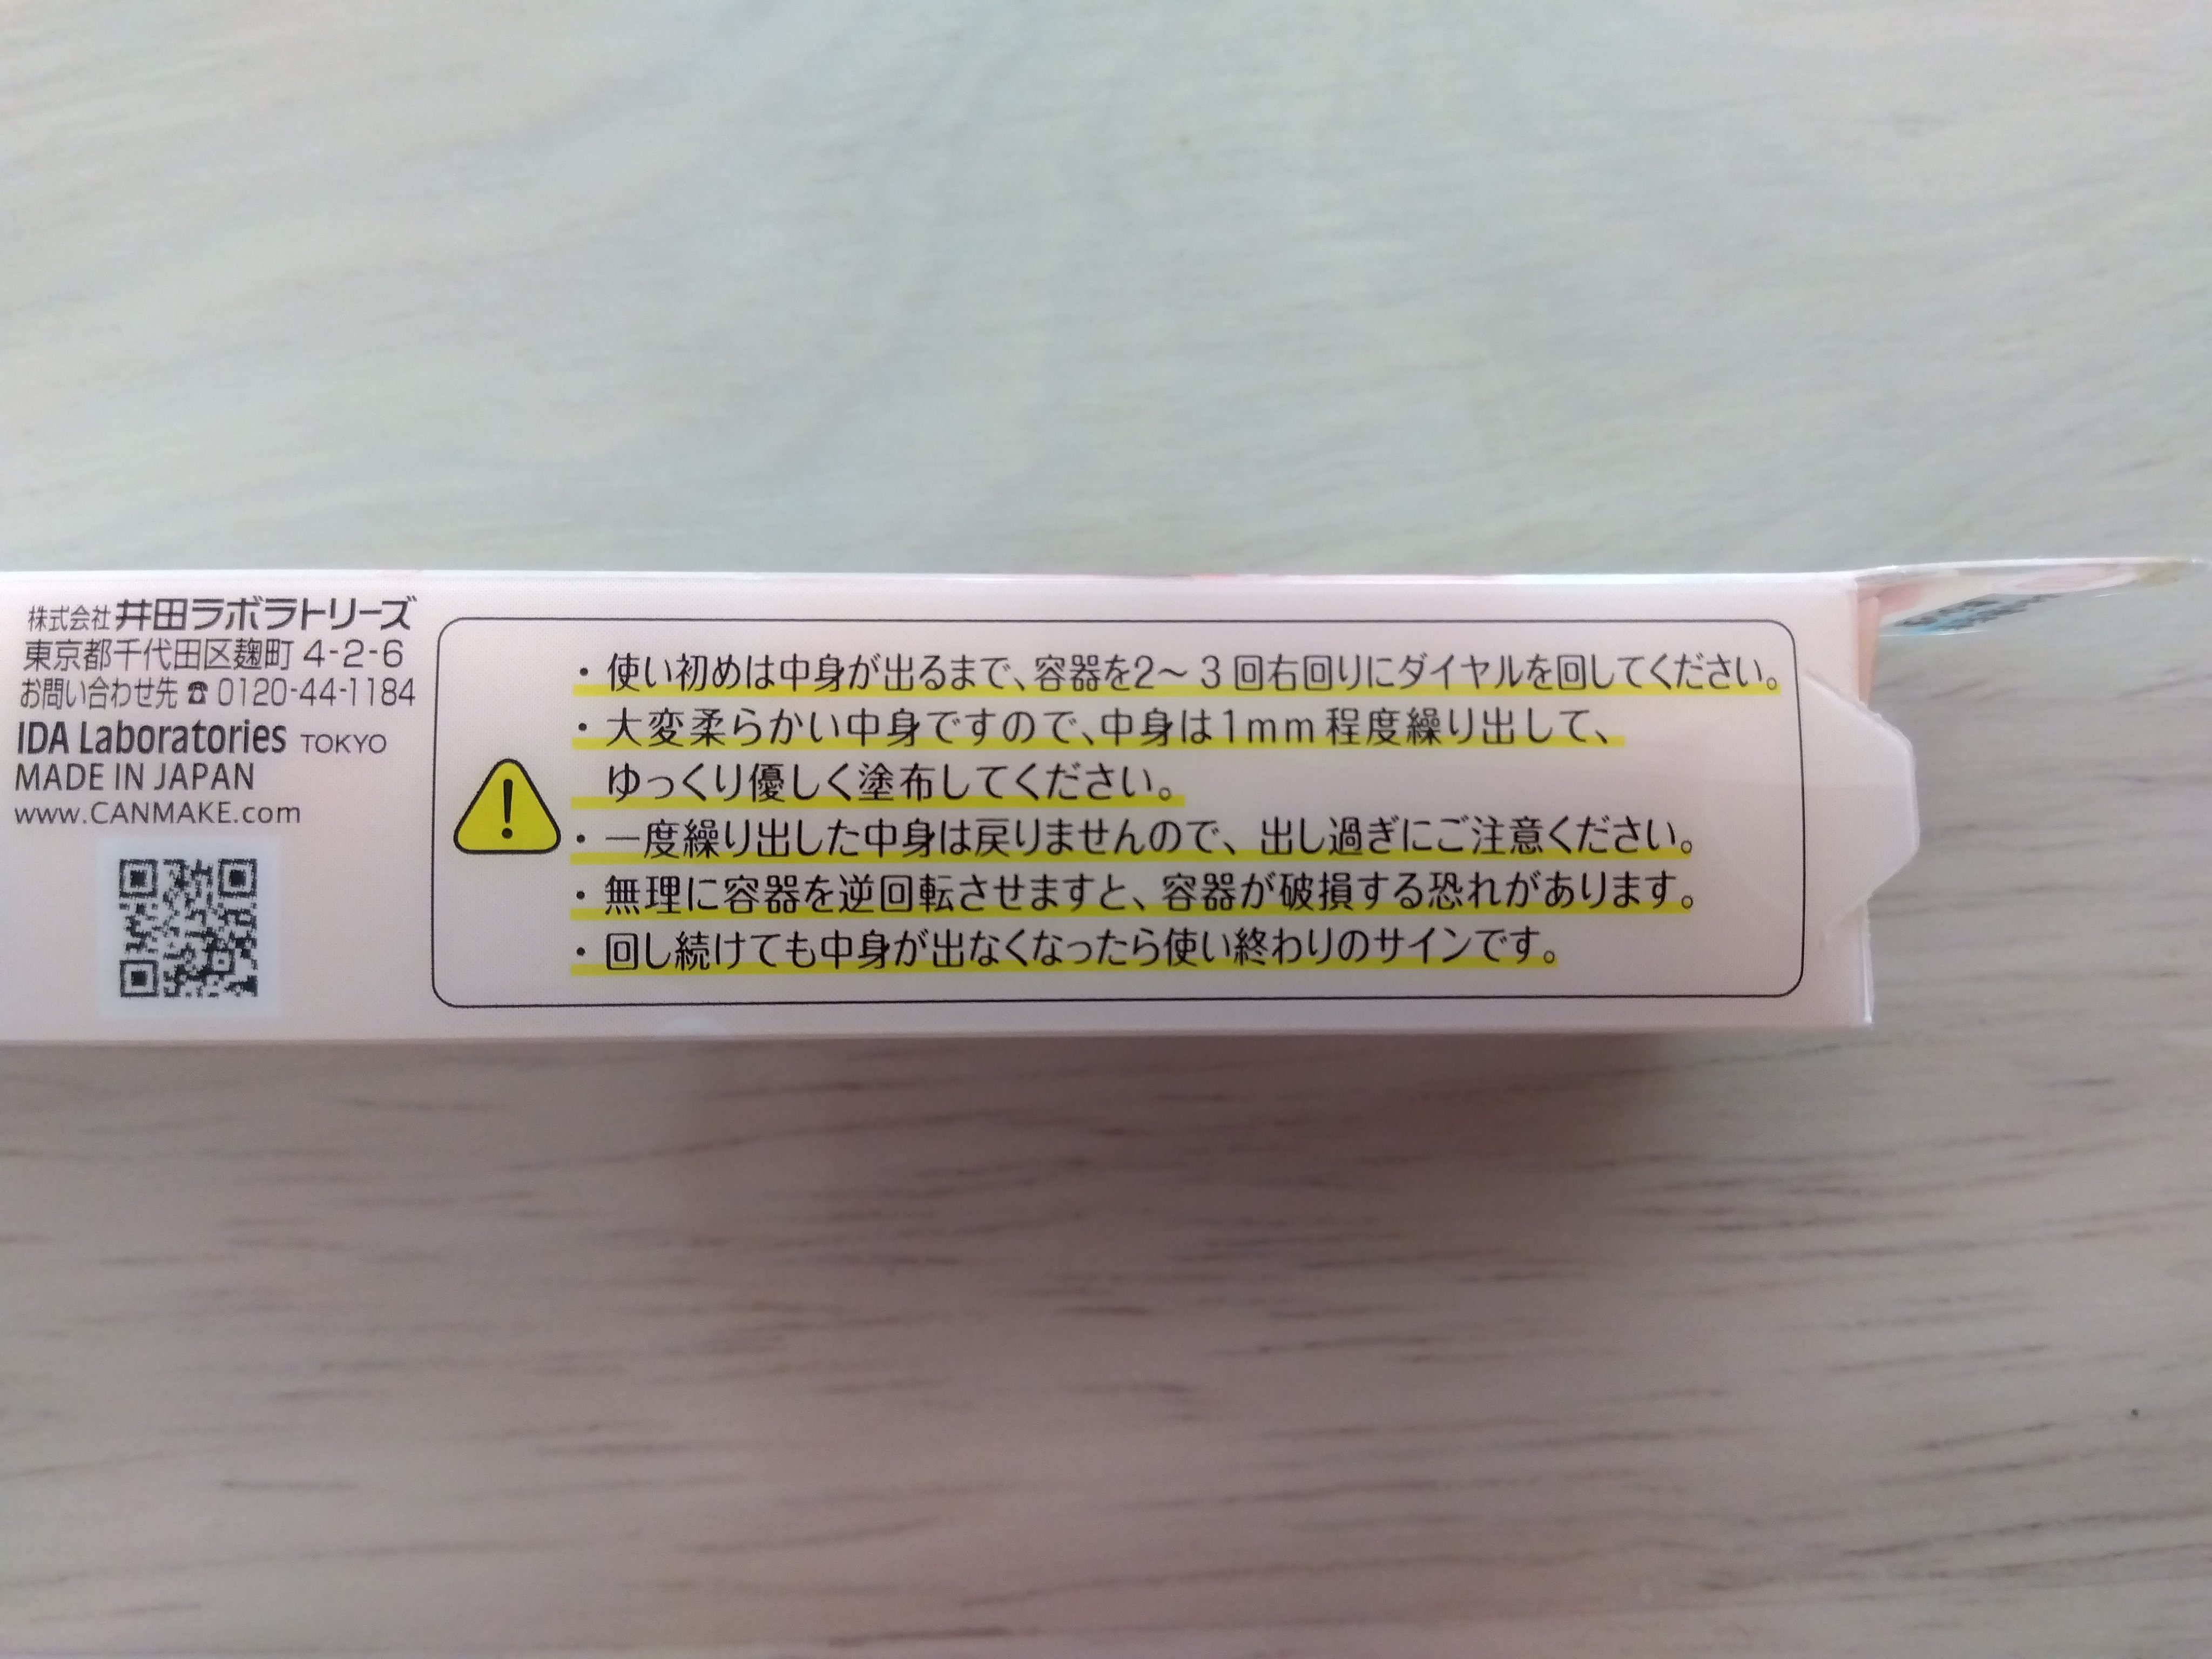 株式会社 井田ラボラトリーズ
東京都千代田区麹町 4-2-6
お問い合わせ先 ☎ 0120-44-1184
IDA Laboratories TOKYO
MADE IN JAPAN
www.CANMAKE.com
・使い初めは中身が出るまで、容器を2〜3回右回りにダイヤルを回してください。
・大変柔らかい中身ですので、中身は1mm程度繰り出して、
ゆっくり優しく塗布してください。
・一度繰り出した中身は戻りませんので、出し過ぎにご注意ください。
・無理に容器を逆回転させますと、容器が破損する恐れがあります。
・回し続けても中身が出なくなったら使い終わりのサインです。